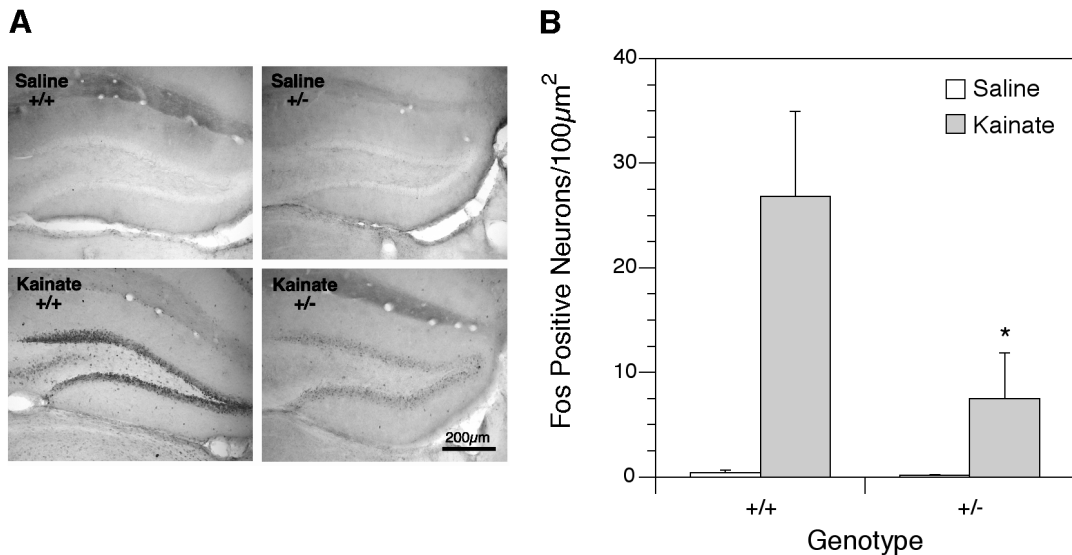 A
Saline
+/+
Saline
+/-
Kainate
+/+
Kainate
+/-
200µm
B
Fos Positive Neurons/100µm²
40
30
20
10
0
Saline
Kainate
*
+/+
+/-
Genotype